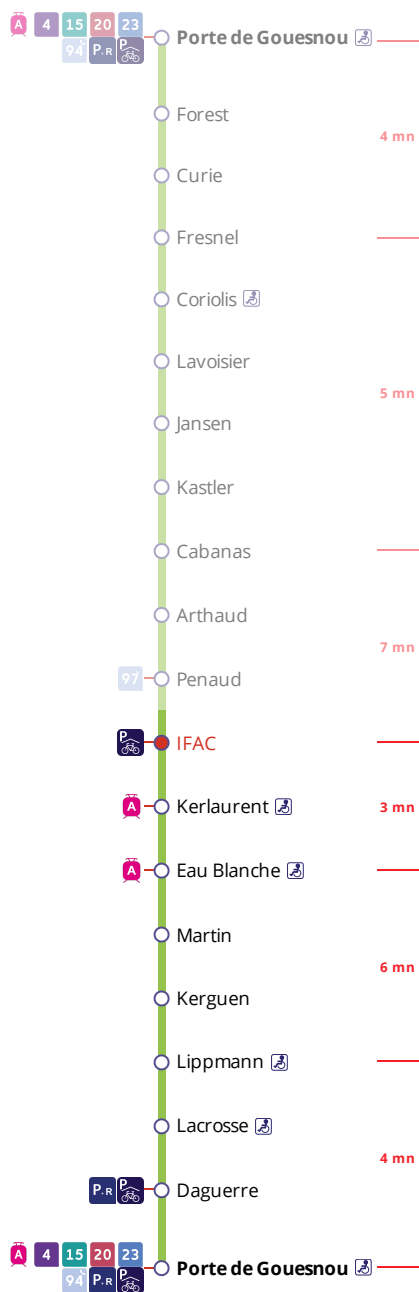 A 4 15 20 23 Porte de Gouesnou
94 P+R P
Forest
4 mn
Curie
Fresnel
Coriolis
Lavoisier
5 mn
Jansen
Kastler
Cabanas
Arthaud
7 mn
97 Penaud
P IFAC
A Kerlaurent 3 mn
A Eau Blanche
Martin
6 mn
Kerguen
Lippmann
Lacrosse
4 mn
P+R P Daguerre
A 4 15 20 23 Porte de Gouesnou
94 P+R P